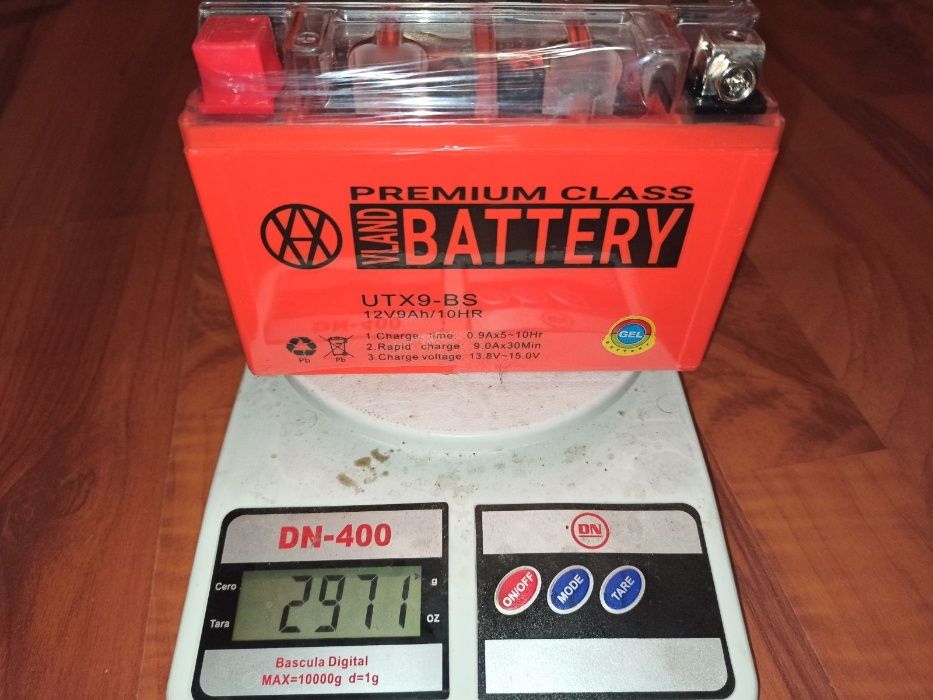 PREMIUM CLASS
VLAND
BATTERY
UTX9-BS
12V9Ah/10HR
1.Charge time: 0.9Ax5~10Hr
2.Rapid charge 9.0Ax30Min
3.Charge voltage: 13.8V~15.0V
Pb Pb
GEL
BATTERY
DN-400
DN
Cero
2971
g
Tara
oz
ON/OFF MODE TARE
Bascula Digital
MAX=10000g d=1g